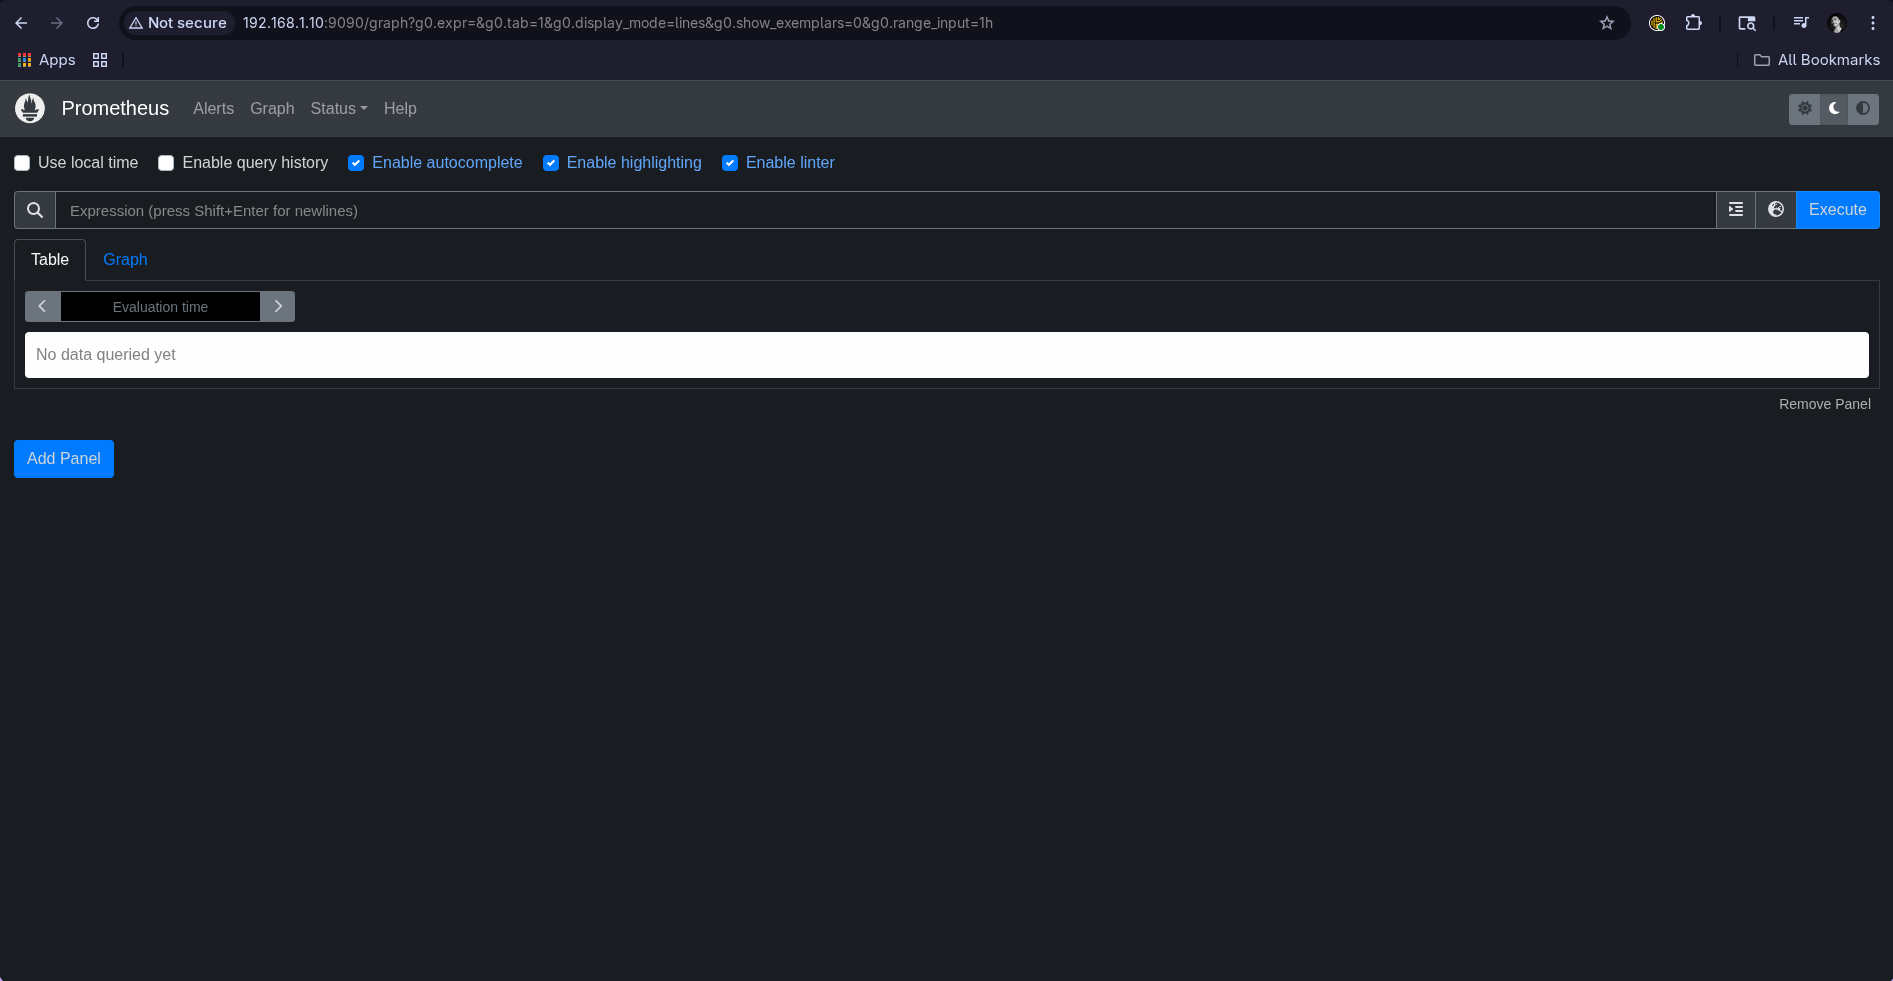 Not secure 192.168.1.10:9090/graph?g0.expr=&g0.tab=1&g0.display_mode=lines&g0.show_exemplars=0&g0.range_input=1h
Apps All Bookmarks
Prometheus Alerts Graph Status Help
Use local time Enable query history Enable autocomplete Enable highlighting Enable linter
Expression (press Shift+Enter for newlines) Execute
Table Graph
Evaluation time
No data queried yet
Remove Panel
Add Panel